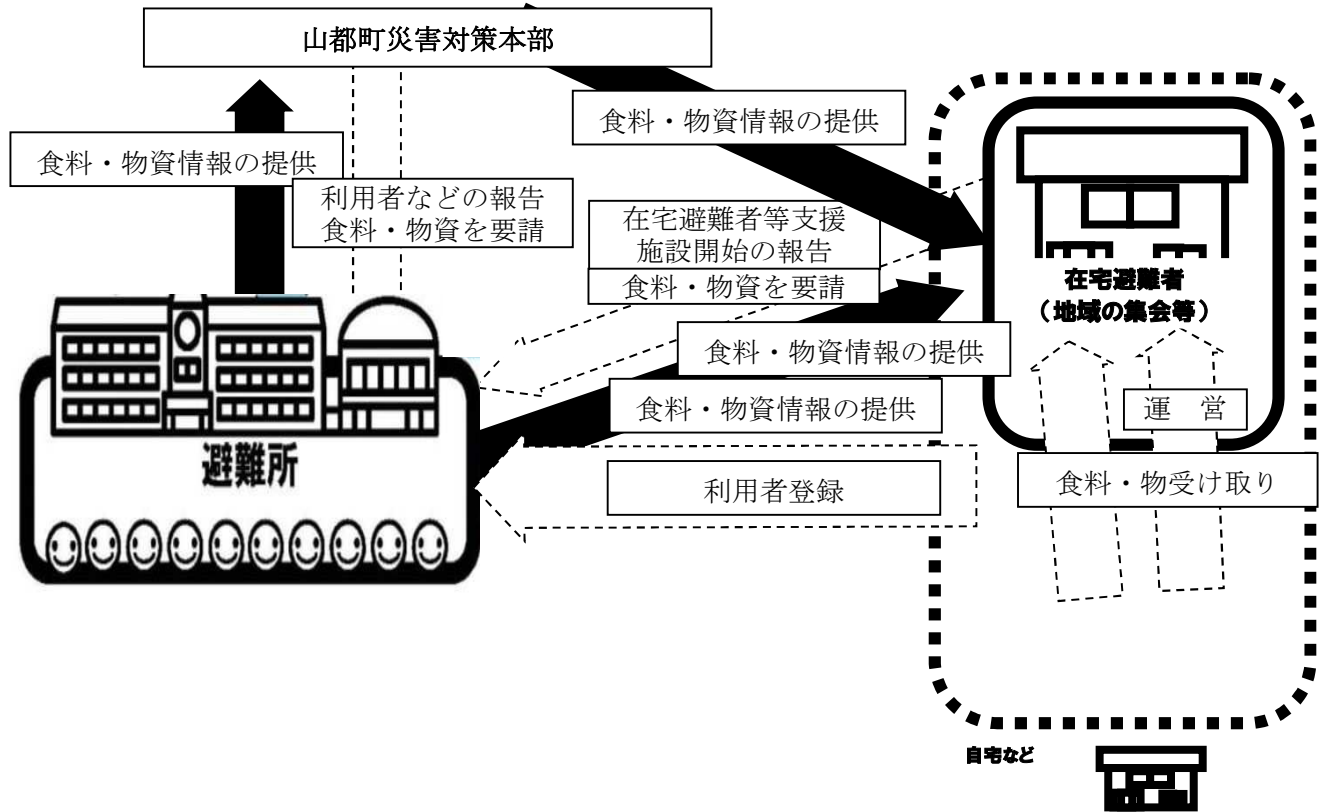 山都町災害対策本部
食料・物資情報の提供
食料・物資情報の提供
利用者などの報告
食料・物資を要請
在宅避難者等支援
施設開始の報告
食料・物資を要請
在宅避難者
（地域の集会等）
食料・物資情報の提供
食料・物資情報の提供
運　営
避難所
利用者登録
食料・物受け取り
自宅など